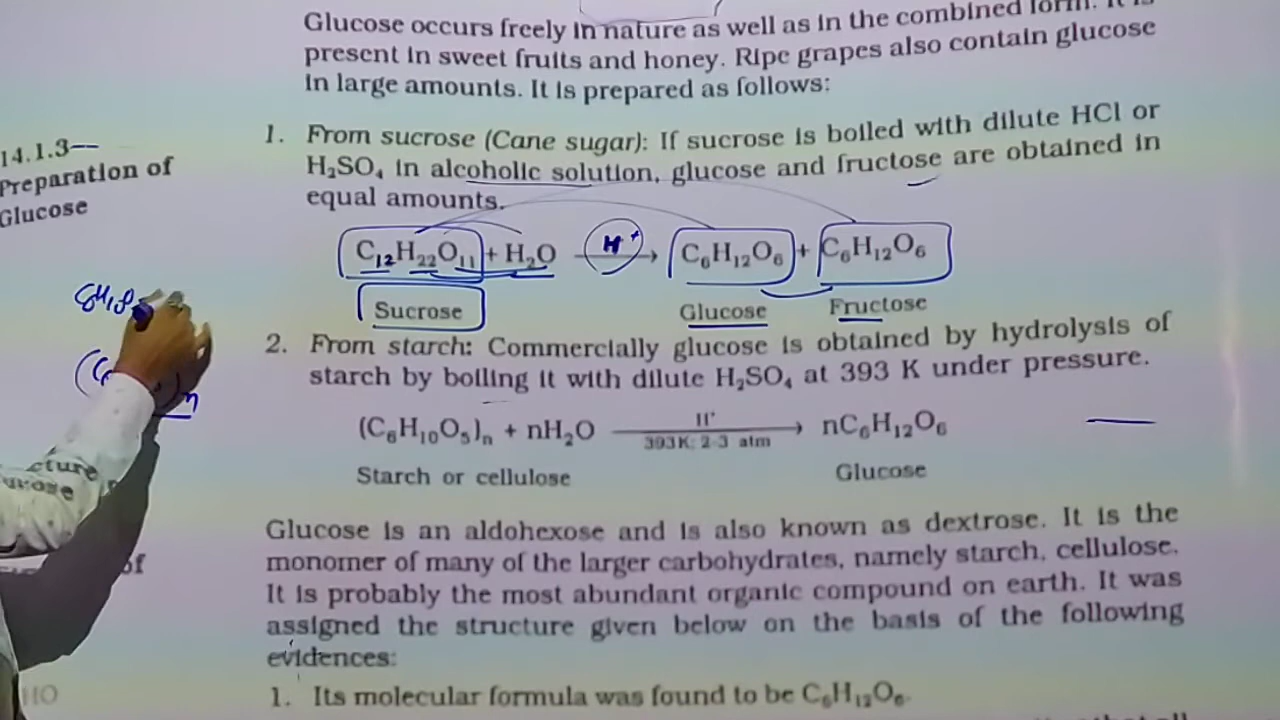 Glucose occurs freely in nature as well as in the combined form. It is
present in sweet fruits and honey. Ripe grapes also contain glucose
in large amounts. It is prepared as follows:
14.1.3
Preparation of
Glucose
1. From sucrose (Cane sugar): If sucrose is boiled with dilute HCl or
H₂SO₄ in alcoholic solution, glucose and fructose are obtained in
equal amounts.
C₁₂H₂₂O₁₁ + H₂O H⁺ → C₆H₁₂O₆ + C₆H₁₂O₆
Sucrose Glucose Fructose
2. From starch: Commercially glucose is obtained by hydrolysis of
starch by boiling it with dilute H₂SO₄ at 393 K under pressure.
(C₆H₁₀O₅)ₙ + nH₂O H⁺ 393 K; 2-3 atm → nC₆H₁₂O₆
Starch or cellulose Glucose
Glucose is an aldohexose and is also known as dextrose. It is the
monomer of many of the larger carbohydrates, namely starch, cellulose.
It is probably the most abundant organic compound on earth. It was
assigned the structure given below on the basis of the following
evidences:
1. Its molecular formula was found to be C₆H₁₂O₆.